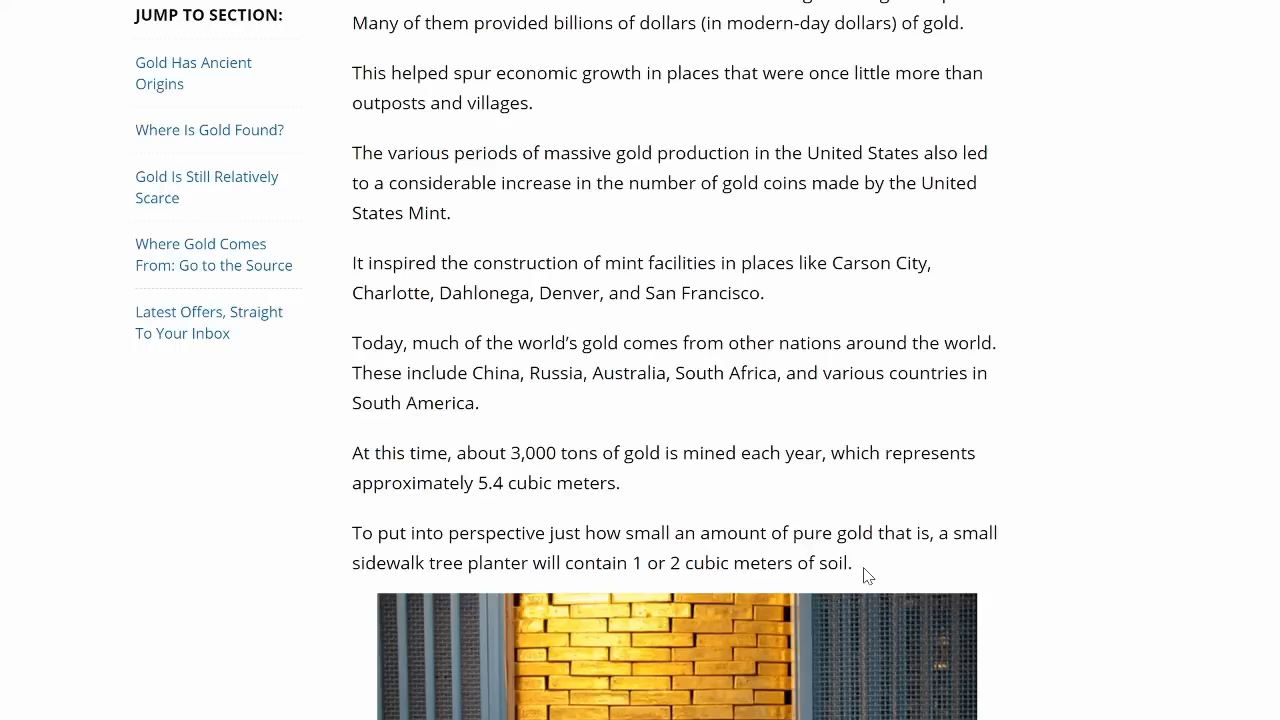 JUMP TO SECTION:
Gold Has Ancient
Origins
Where Is Gold Found?
Gold Is Still Relatively
Scarce
Where Gold Comes
From: Go to the Source
Latest Offers, Straight
To Your Inbox
Many of them provided billions of dollars (in modern-day dollars) of gold.
This helped spur economic growth in places that were once little more than
outposts and villages.
The various periods of massive gold production in the United States also led
to a considerable increase in the number of gold coins made by the United
States Mint.
It inspired the construction of mint facilities in places like Carson City,
Charlotte, Dahlonega, Denver, and San Francisco.
Today, much of the world’s gold comes from other nations around the world.
These include China, Russia, Australia, South Africa, and various countries in
South America.
At this time, about 3,000 tons of gold is mined each year, which represents
approximately 5.4 cubic meters.
To put into perspective just how small an amount of pure gold that is, a small
sidewalk tree planter will contain 1 or 2 cubic meters of soil.